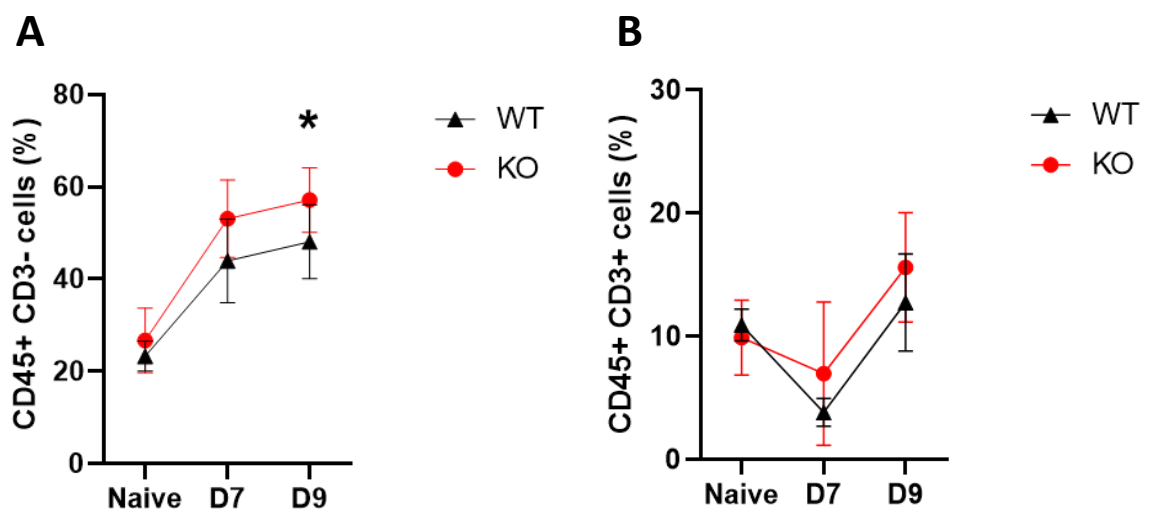 A
CD45+ CD3- cells (%)
80
60
40
20
0
*
Naive D7 D9
WT
KO
B
CD45+ CD3+ cells (%)
30
20
10
0
Naive D7 D9
WT
KO